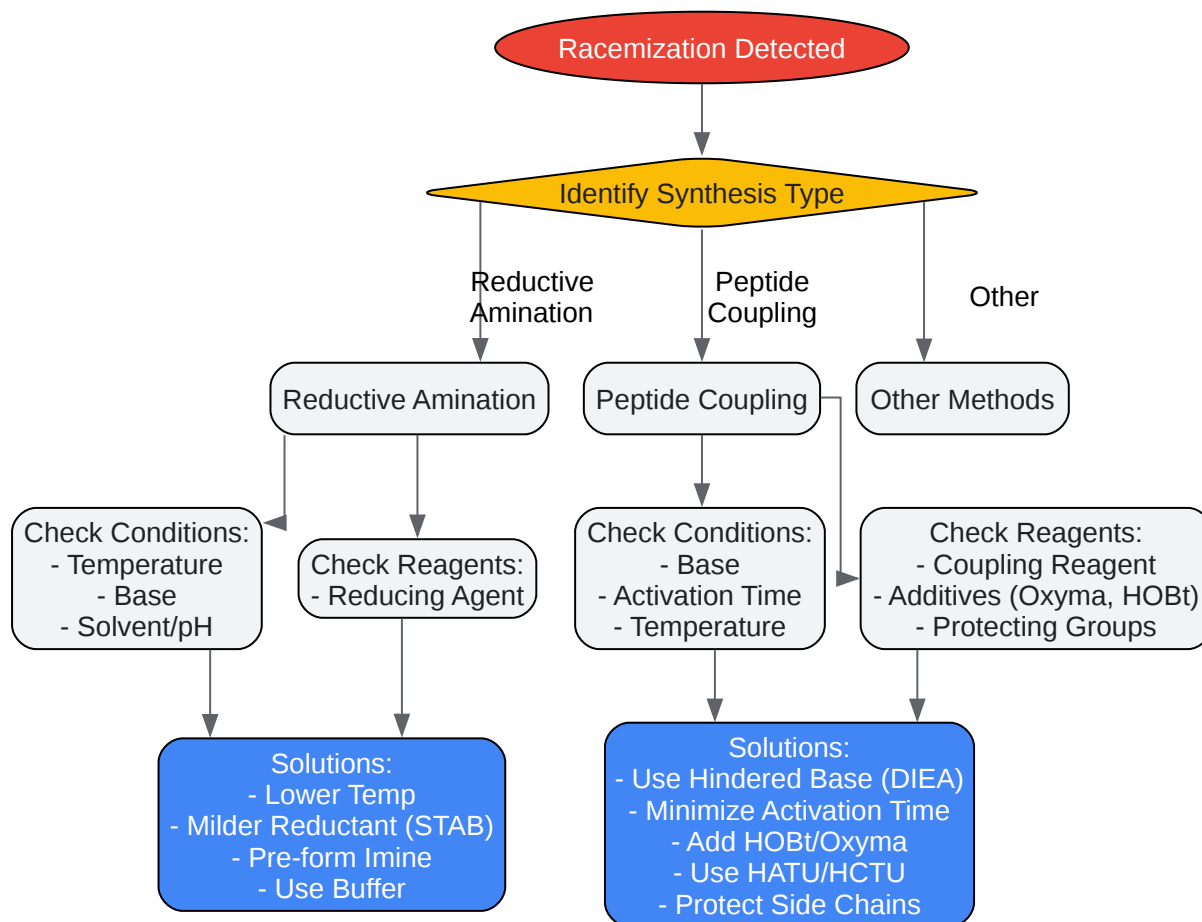 Racemization Detected
Identify Synthesis Type
Reductive
Amination
Peptide
Coupling
Other
Reductive Amination
Peptide Coupling
Other Methods
Check Conditions:
- Temperature
- Base
- Solvent/pH
Check Reagents:
- Reducing Agent
Check Conditions:
- Base
- Activation Time
- Temperature
Check Reagents:
- Coupling Reagent
- Additives (Oxyma, HOBt)
- Protecting Groups
Solutions:
- Lower Temp
- Milder Reductant (STAB)
- Pre-form Imine
- Use Buffer
Solutions:
- Use Hindered Base (DIEA)
- Minimize Activation Time
- Add HOBt/Oxyma
- Use HATU/HCTU
- Protect Side Chains